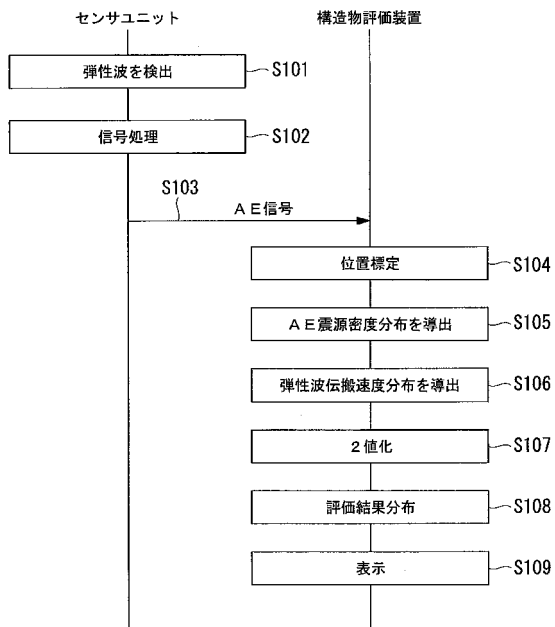 センサユニット
構造物評価装置
弾性波を検出
S101
信号処理
S102
S103
ＡＥ信号
位置標定
S104
ＡＥ震源密度分布を導出
S105
弾性波伝搬速度分布を導出
S106
２値化
S107
評価結果分布
S108
表示
S109